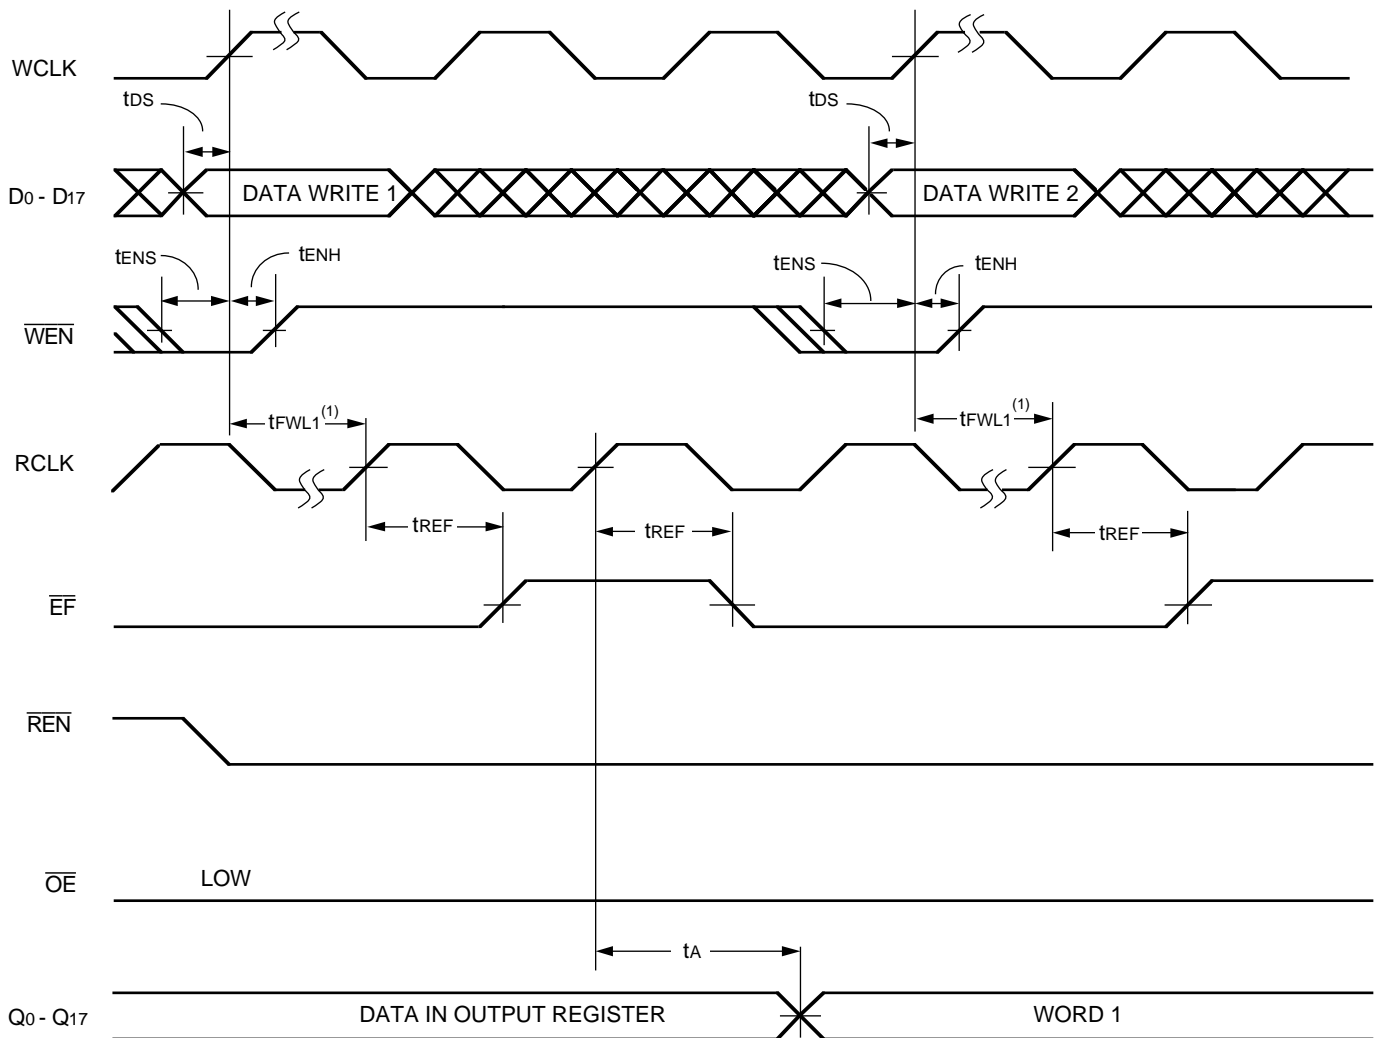 WCLK
tDS tDS
D0 - D17 DATA WRITE 1 DATA WRITE 2
tENS tENH tENS tENH
WEN
tFWL1(1) tFWL1(1)
RCLK
tREF tREF tREF
EF
REN
LOW
OE
tA
Q0 - Q17 DATA IN OUTPUT REGISTER WORD 1